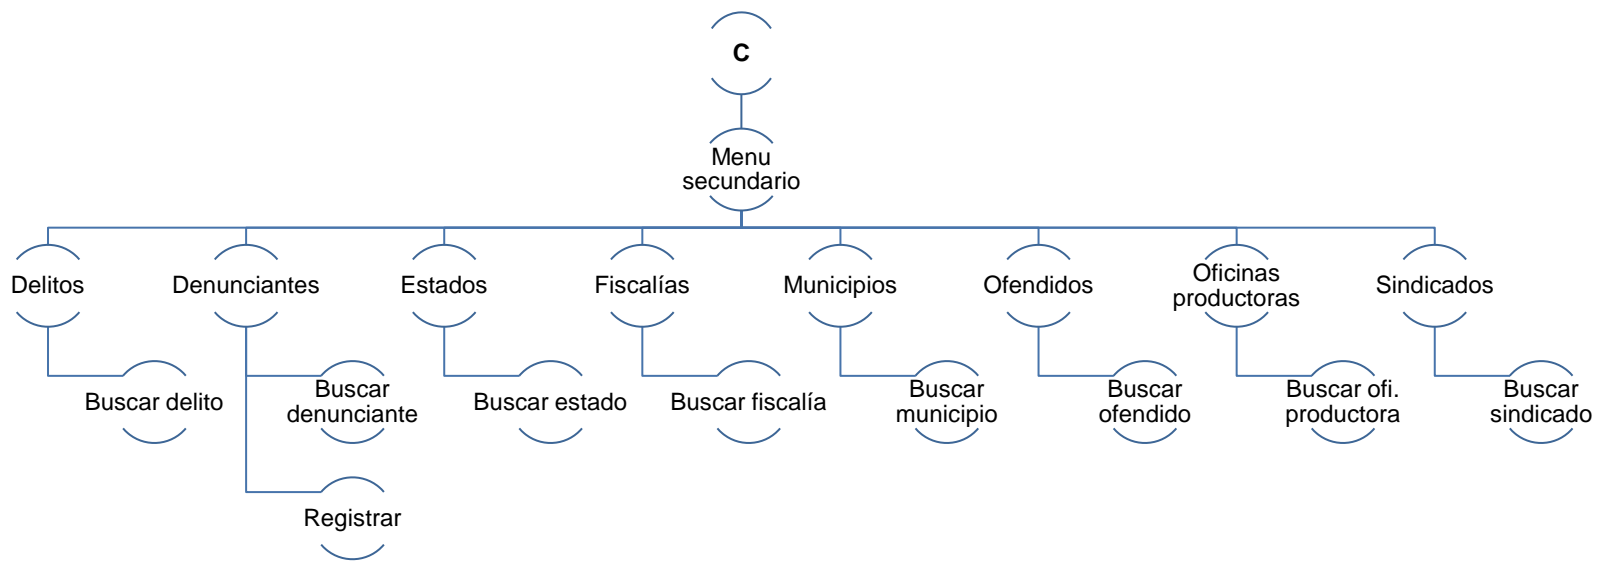 C
Menu
secundario
Delitos
Denunciantes
Estados
Fiscalías
Municipios
Ofendidos
Oficinas
productoras
Sindicados
Buscar delito
Buscar
denunciante
Buscar estado
Buscar fiscalía
Buscar
municipio
Buscar
ofendido
Buscar ofi.
productora
Buscar
sindicado
Registrar